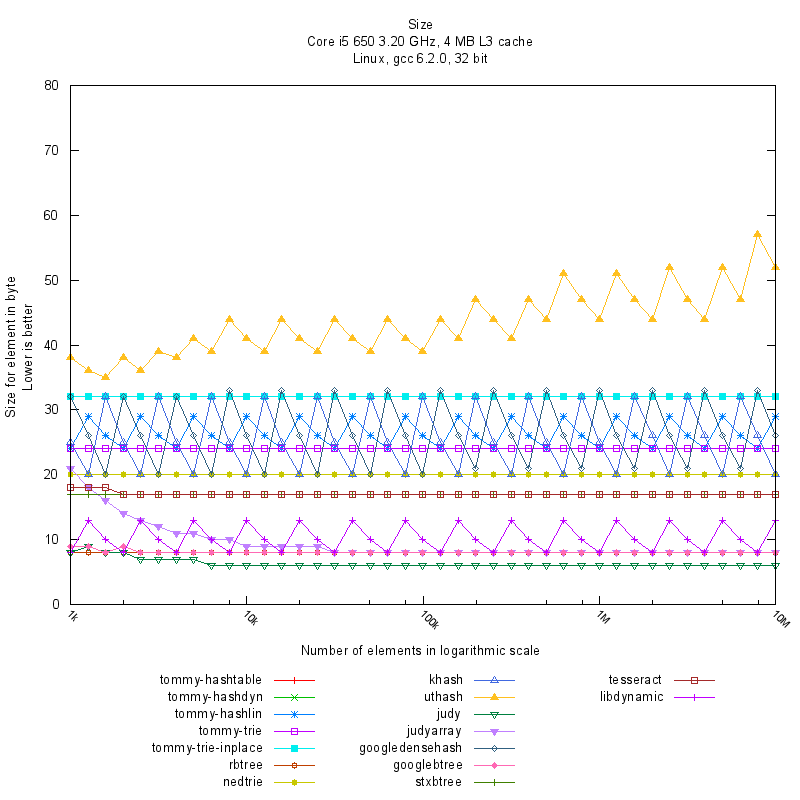 Size
Core i5 650 3.20 GHz, 4 MB L3 cache
Linux, gcc 6.2.0, 32 bit
80
70
60
50
40
30
20
10
0
Size for element in byte
Lower is better
1k
10k
100k
1M
10M
Number of elements in logarithmic scale
tommy-hashtable
tommy-hashdyn
tommy-hashlin
tommy-trie
tommy-trie-inplace
rbtree
nedtrie
khash
uthash
judy
judyarray
googledensehash
googlebtree
stxbtree
tesseract
libdynamic